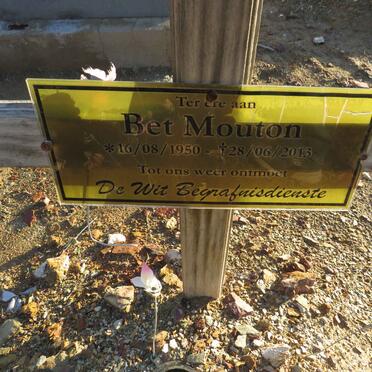 Ter ere aan
Bet Mouton
*16/08/1950 - †28/06/2013
Tot ons weer ontmoet
De Wit Begrafnisdienste